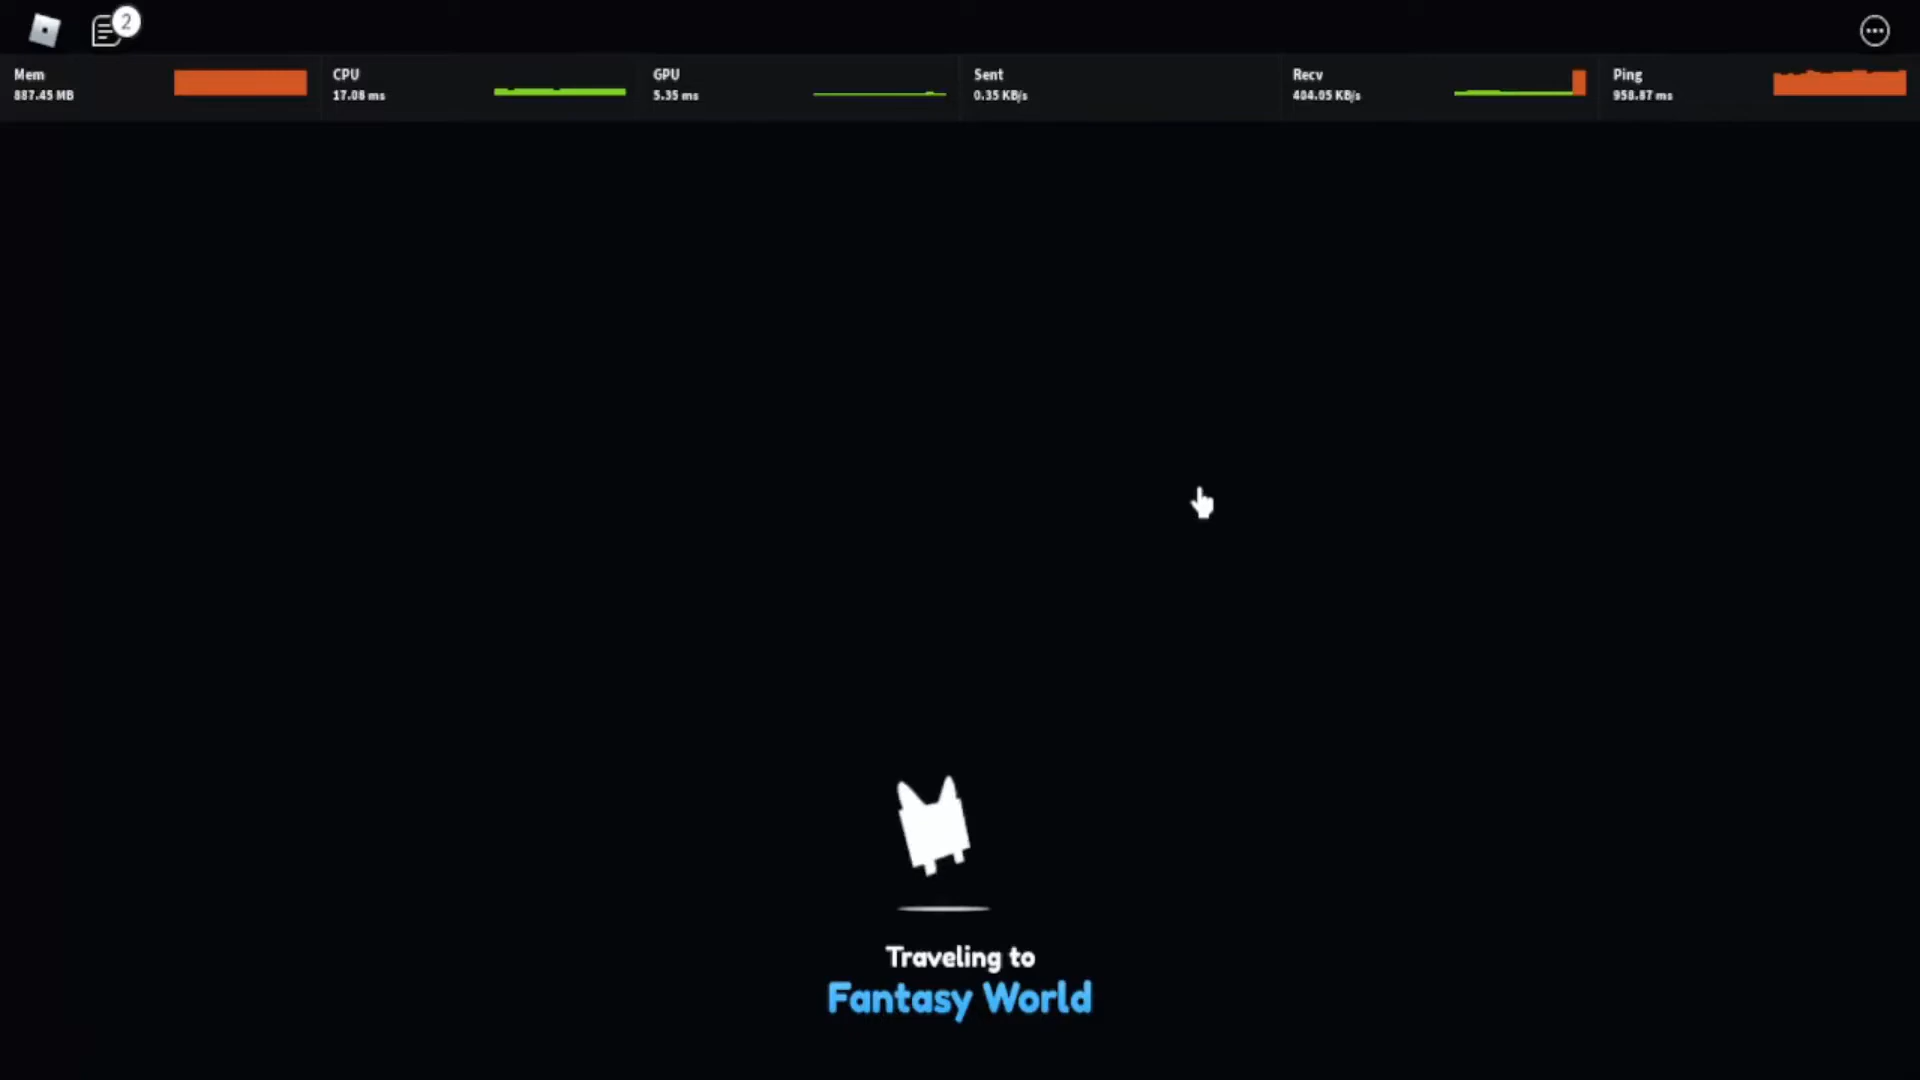 2
Mem
887.45 MB
CPU
17.08 ms
GPU
5.35 ms
Sent
0.35 KB/s
Recv
404.05 KB/s
Ping
958.87 ms
Traveling to
Fantasy World